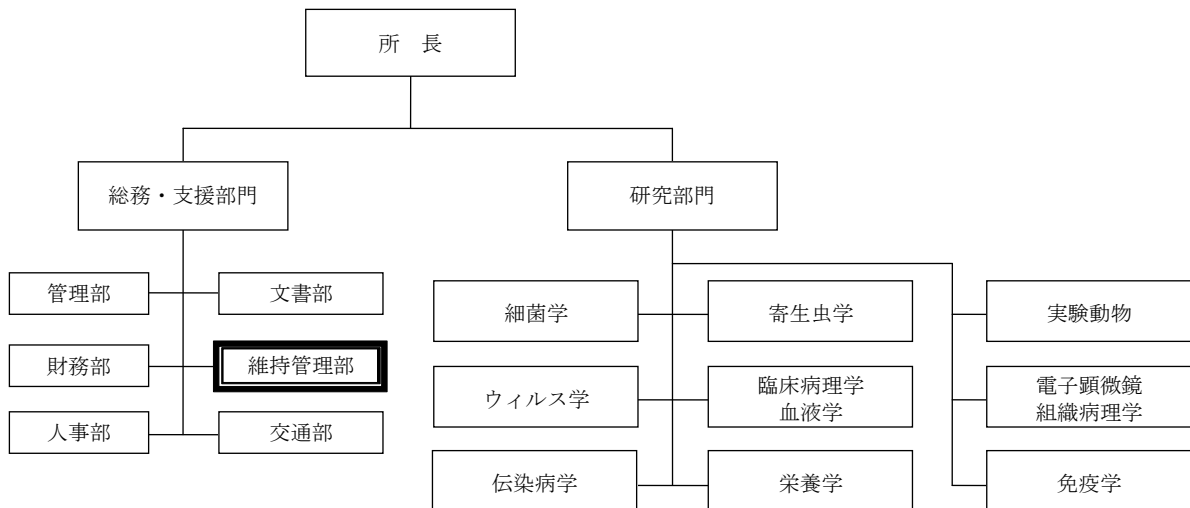 所　長
総務・支援部門
研究部門
管理部
文書部
財務部
維持管理部
人事部
交通部
細菌学
寄生虫学
実験動物
ウィルス学
臨床病理学
血液学
電子顕微鏡
組織病理学
伝染病学
栄養学
免疫学